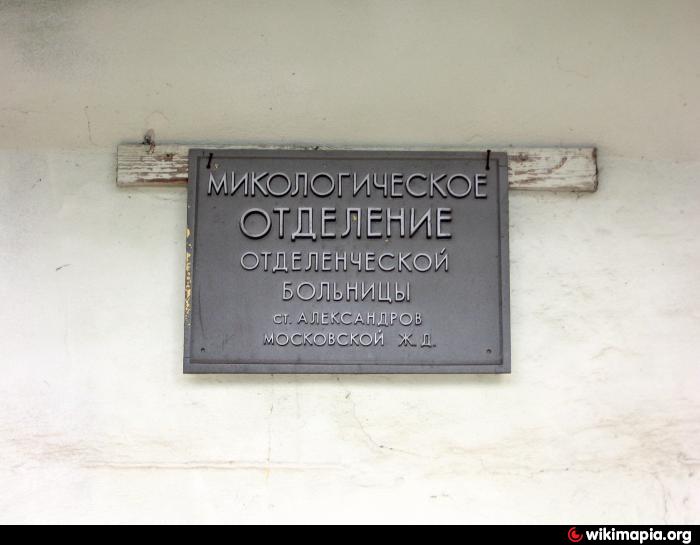 МИКОЛОГИЧЕСКОЕ
ОТДЕЛЕНИЕ
ОТДЕЛЕНЧЕСКОЙ
БОЛЬНИЦЫ
СТ. АЛЕКСАНДРОВ
МОСКОВСКОЙ Ж. Д.
wikimapia.org